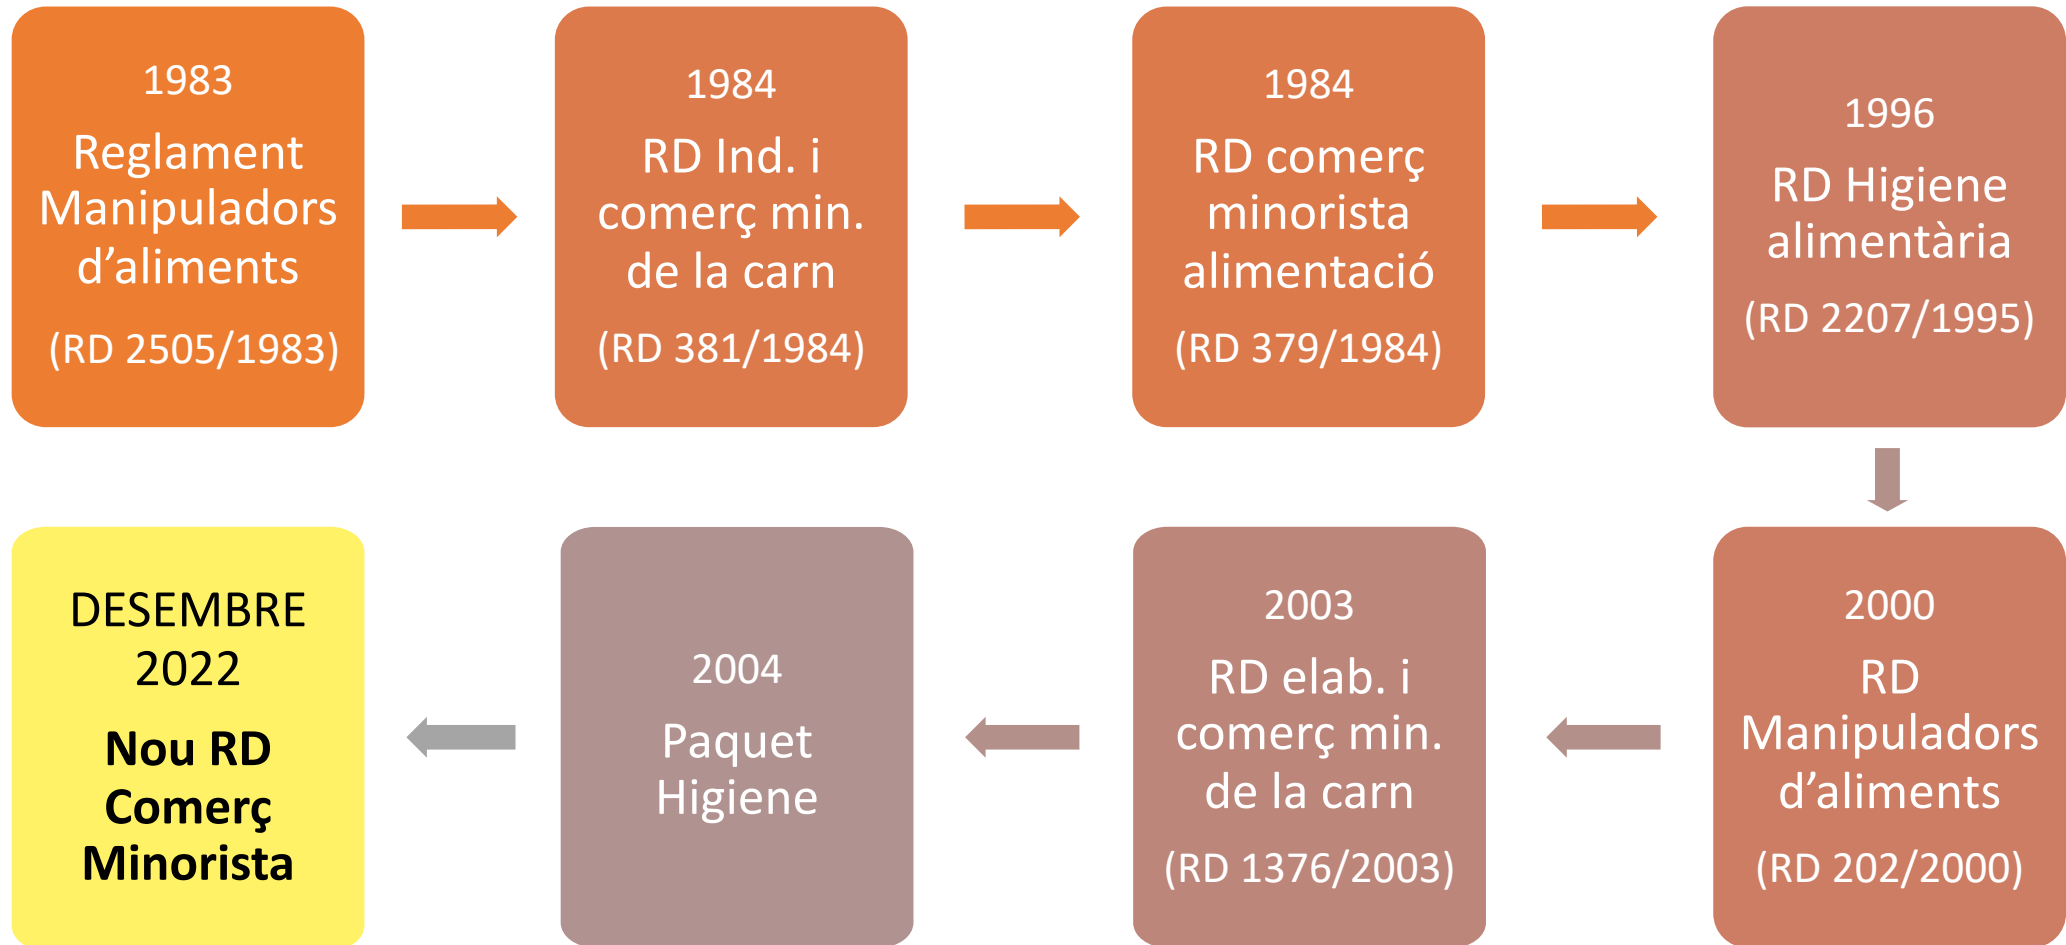 1983
Reglament
Manipuladors
d’aliments
(RD 2505/1983)
1984
RD Ind. i
comerç min.
de la carn
(RD 381/1984)
1984
RD comerç
minorista
alimentació
(RD 379/1984)
1996
RD Higiene
alimentària
(RD 2207/1995)
2000
RD
Manipuladors
d’aliments
(RD 202/2000)
2003
RD elab. i
comerç min.
de la carn
(RD 1376/2003)
2004
Paquet
Higiene
DESEMBRE
2022
Nou RD
Comerç
Minorista